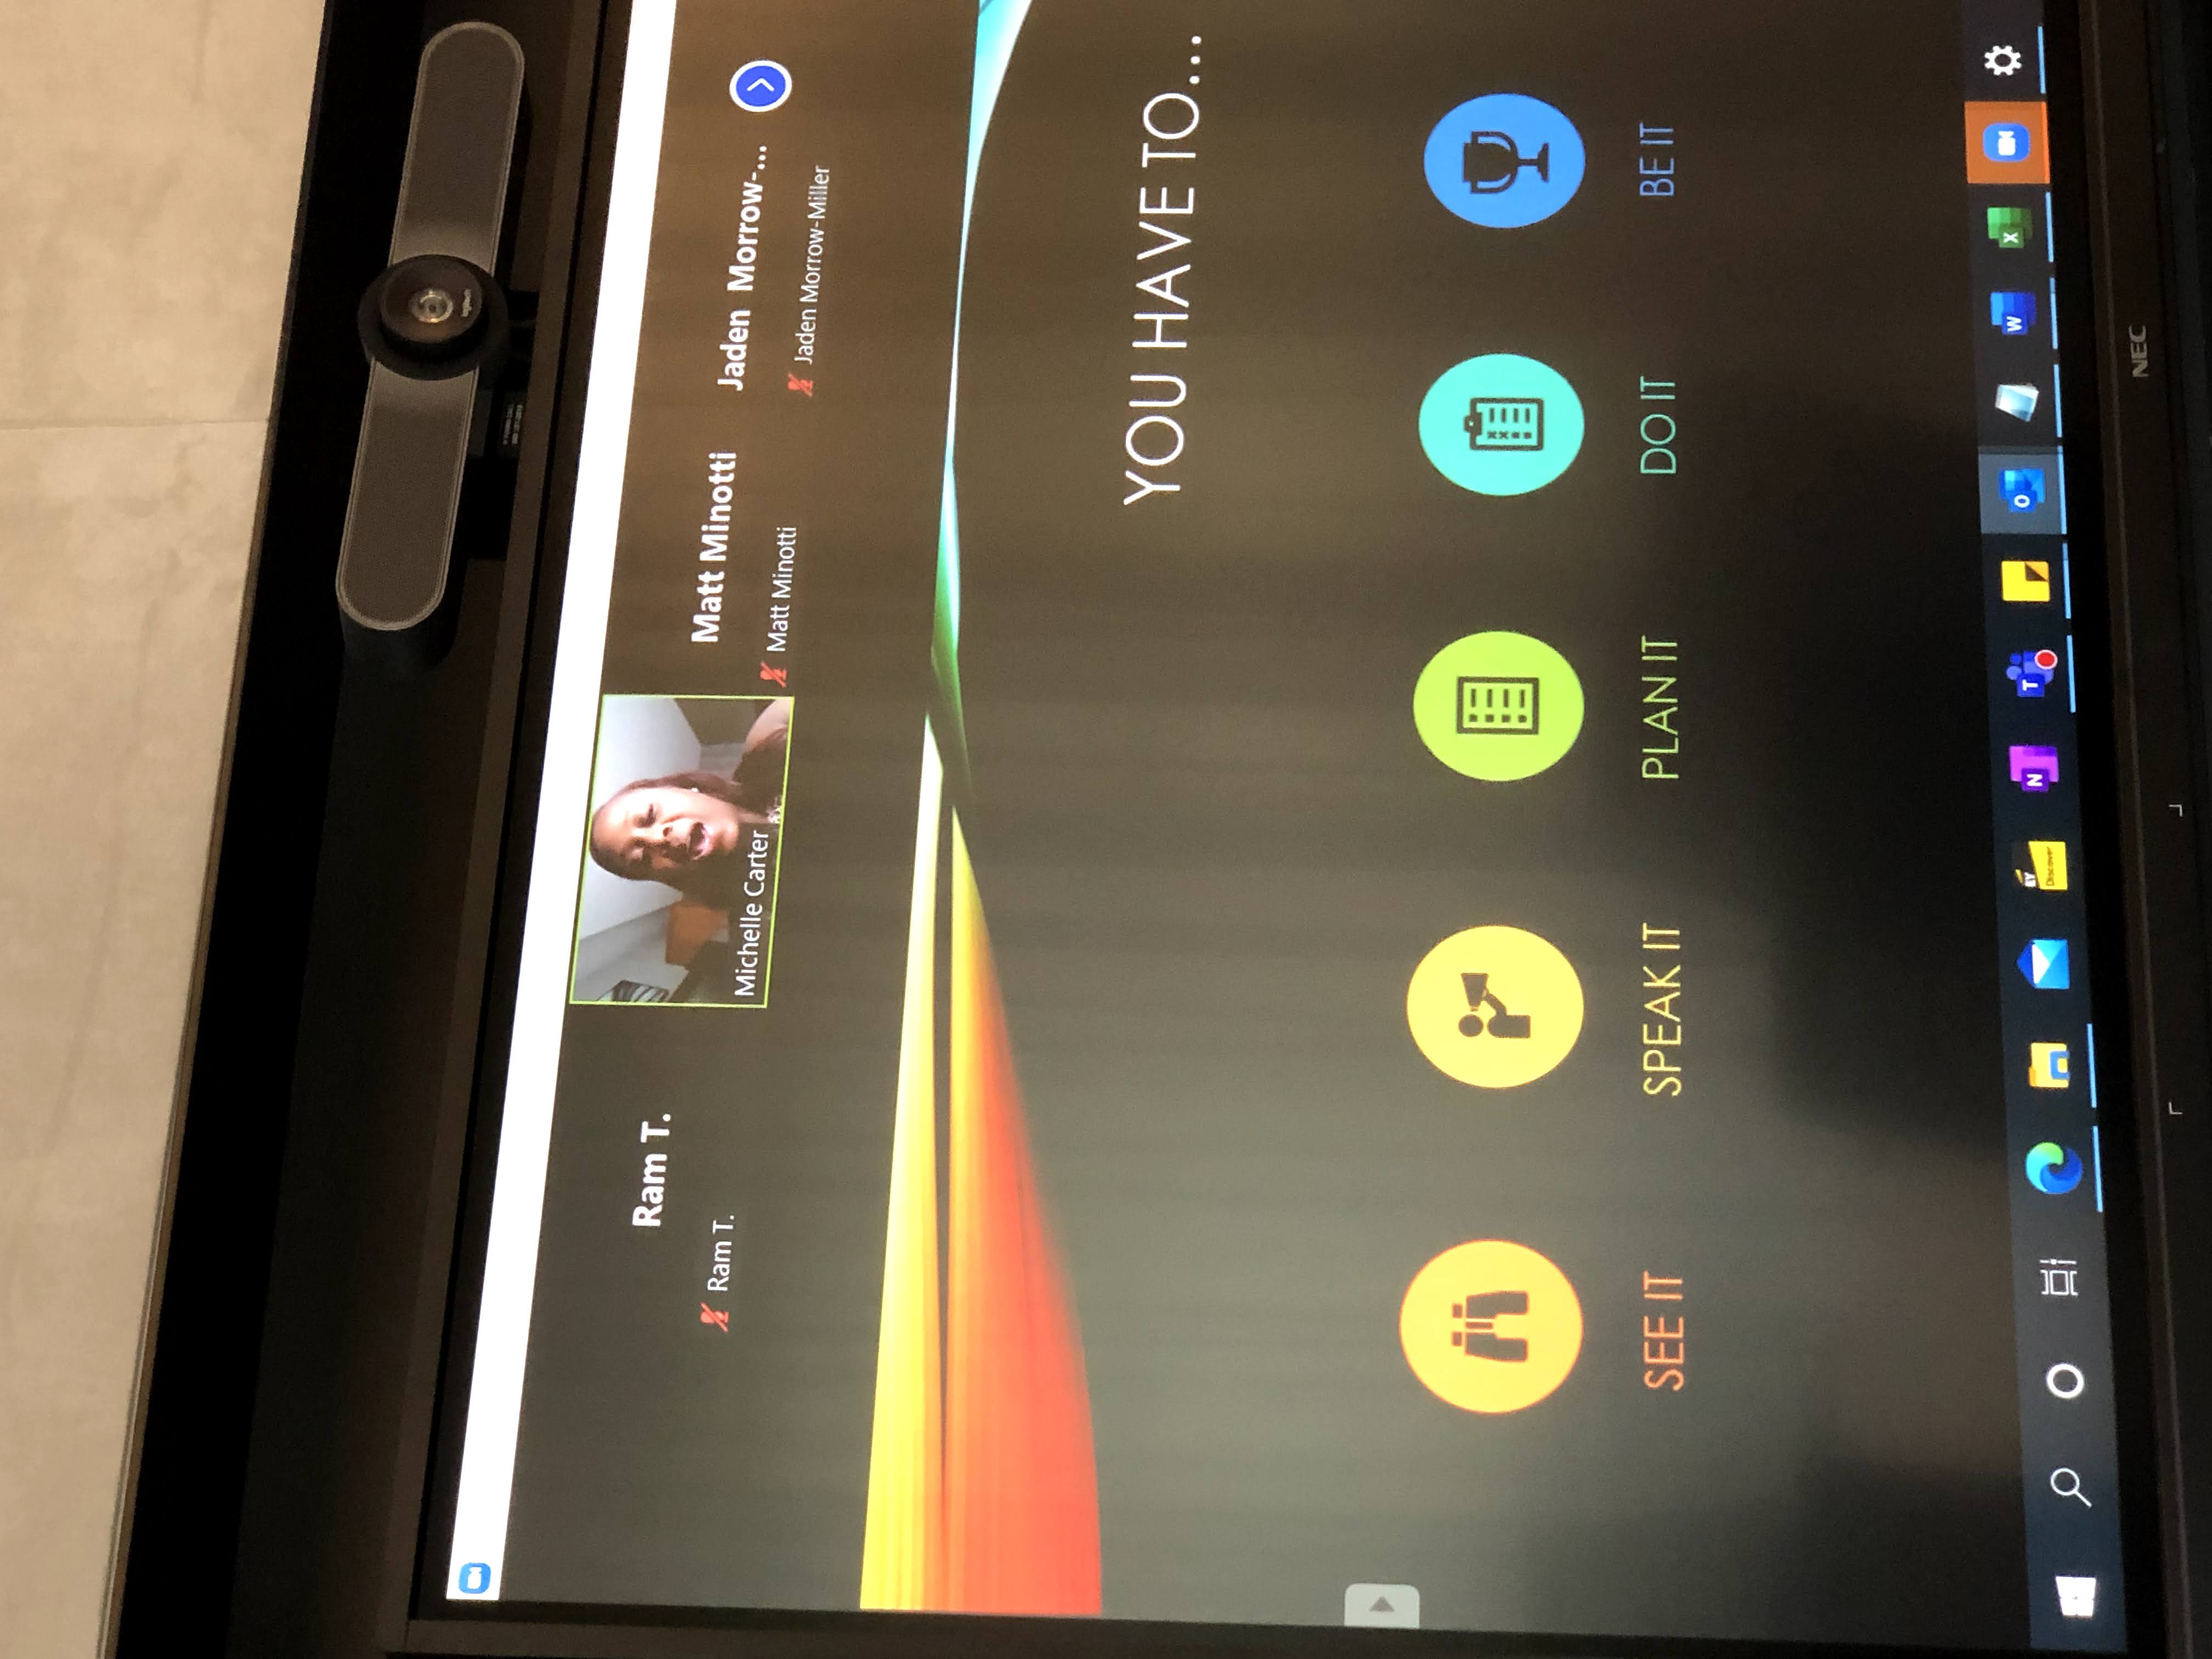 logitech
Ram T.
Ram T.
Michelle Carter
Matt Minotti
Matt Minotti
Jaden Morrow-...
Jaden Morrow-Miller
YOU HAVE TO...
SEE IT
SPEAK IT
PLAN IT
DO IT
BE IT
EY
Discover
N
T
O
W
X
NEC